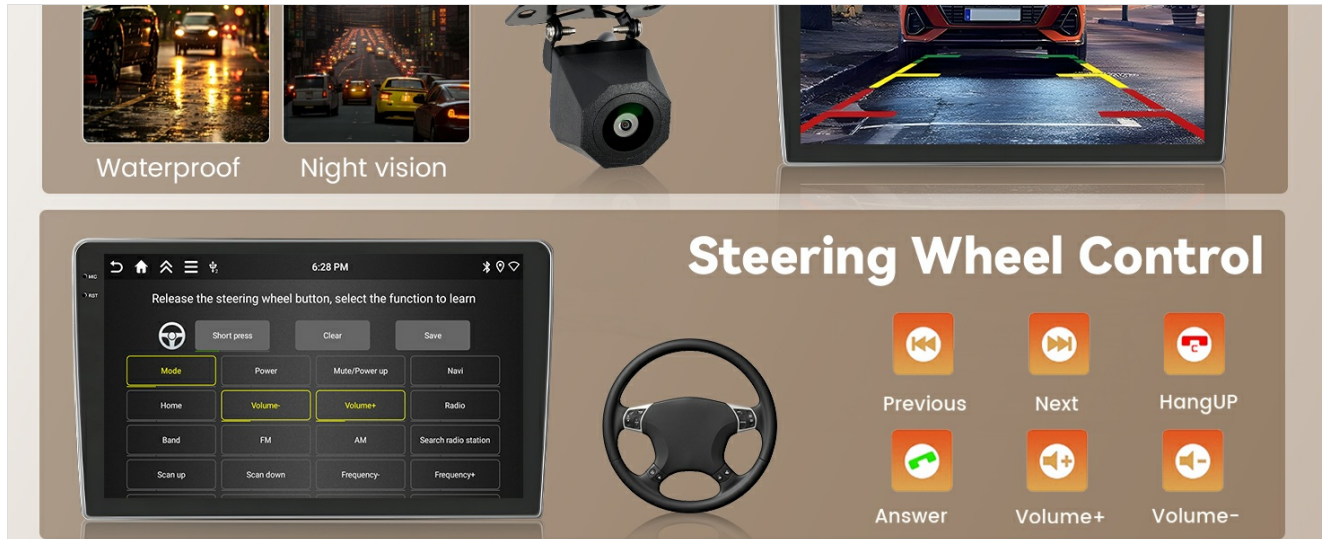 Waterproof
Night vision
Steering Wheel Control
MIC
RST
6:28 PM
Release the steering wheel button, select the function to learn
Short press
Clear
Save
Mode
Power
Mute/Power up
Navi
Home
Volume-
Volume+
Radio
Band
FM
AM
Search radio station
Scan up
Scan down
Frequency-
Frequency+
Previous
Next
C
HangUP
Answer
Volume+
Volume-